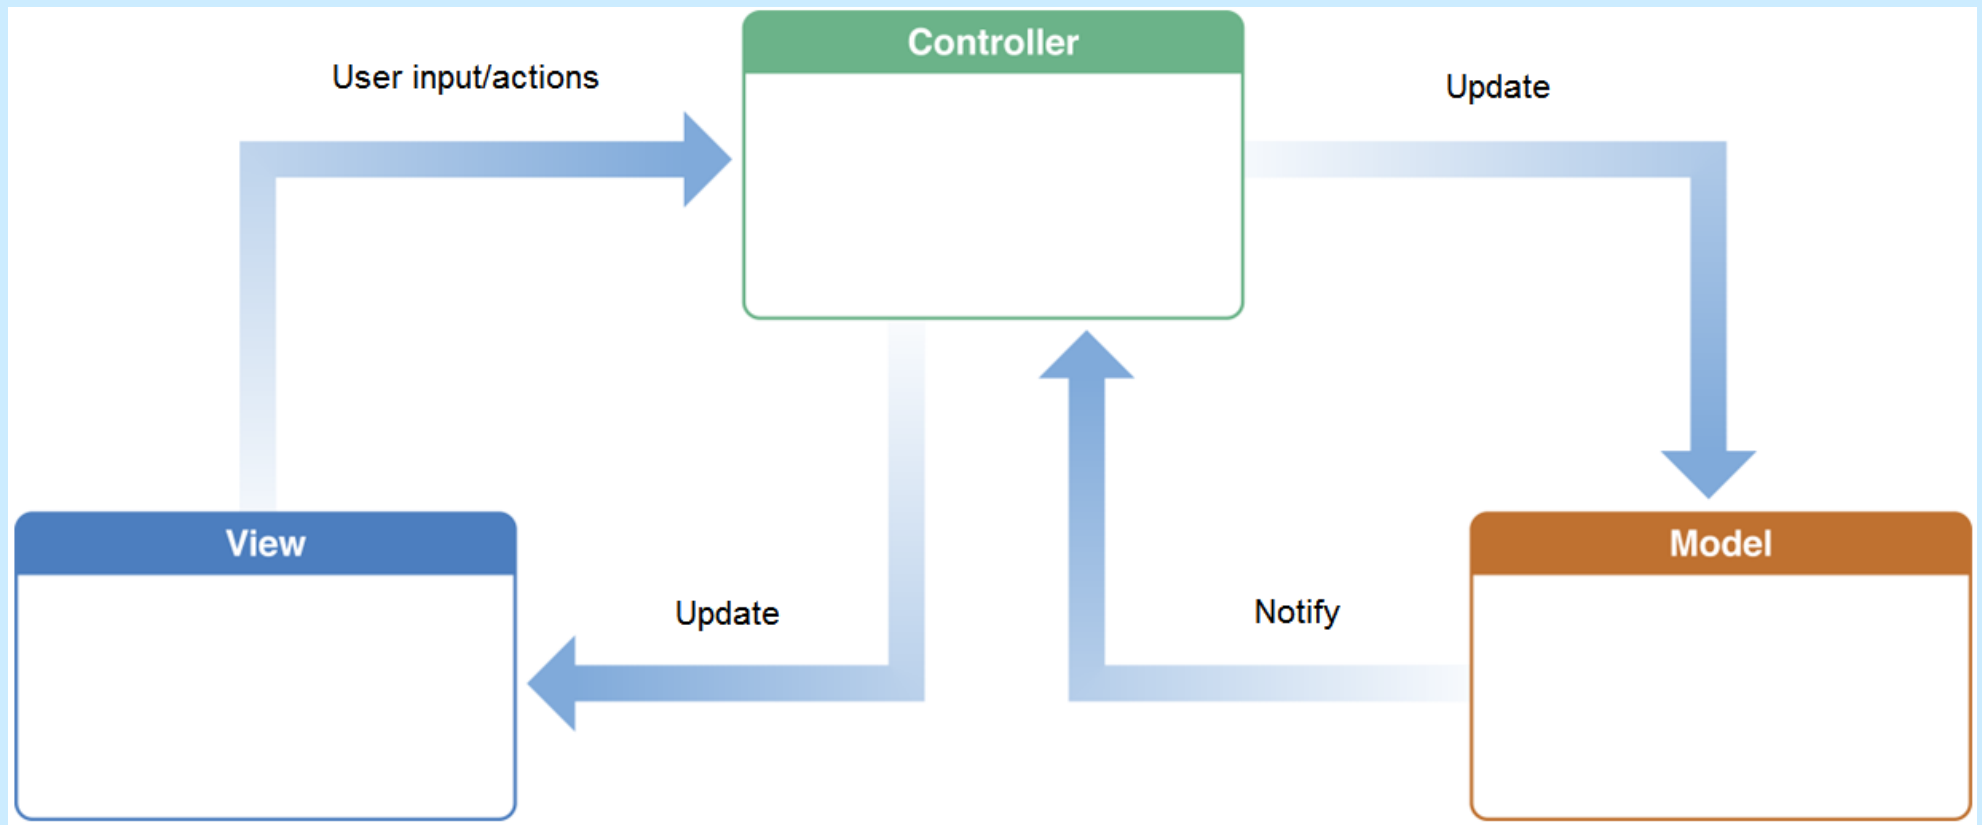 Controller
User input/actions
Update
View
Model
Update
Notify